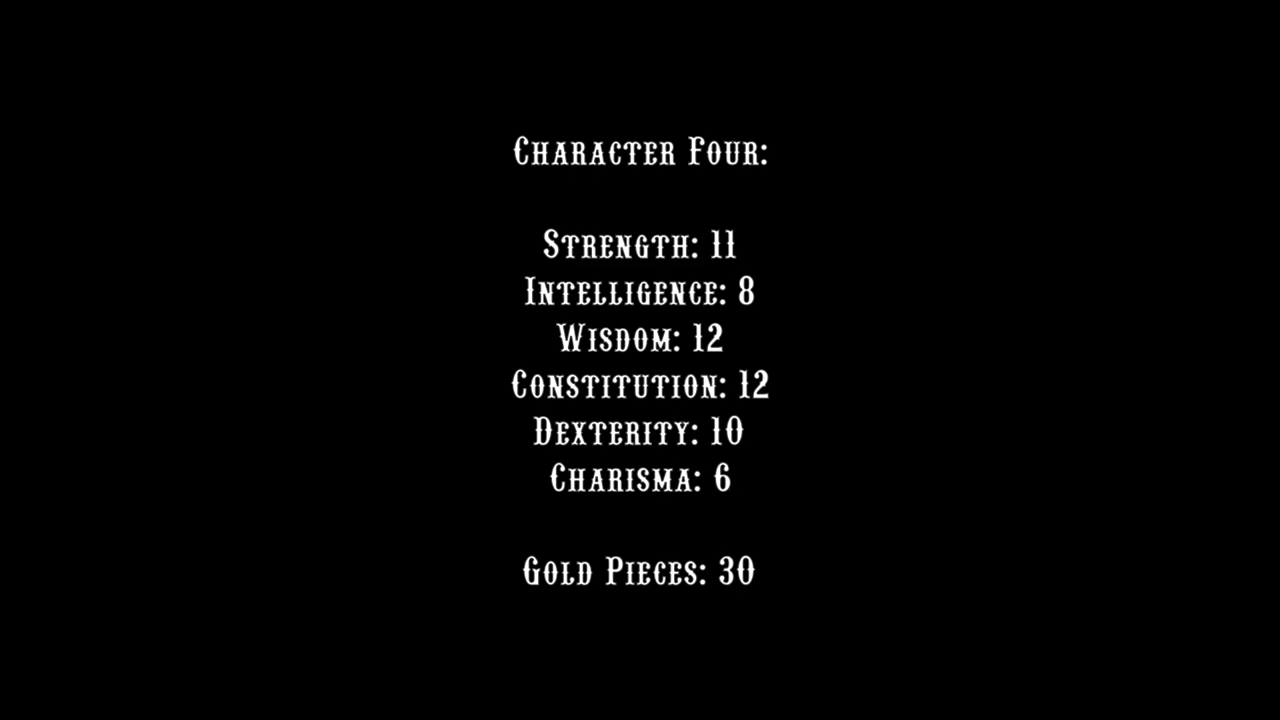 Character Four:
Strength: 11
Intelligence: 8
Wisdom: 12
Constitution: 12
Dexterity: 10
Charisma: 6
Gold Pieces: 30